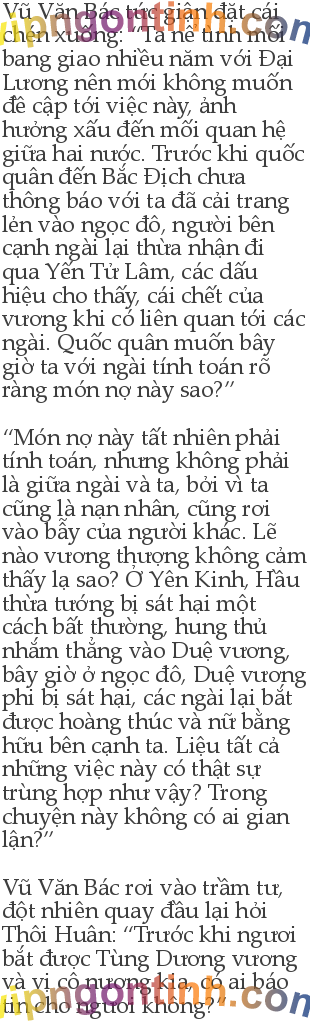 Vũ Văn Bác tức giận đặt cái
chén xuống: “Ta nể tình mối
bang giao nhiều năm với Đại
Lương nên mới không muốn
đề cập tới việc này, ảnh
hưởng xấu đến mối quan hệ
giữa hai nước. Trước khi quốc
quân đến Bắc Địch chưa
thông báo với ta đã cải trang
lẻn vào ngọc đô, người bên
cạnh ngài lại thừa nhận đi
qua Yến Tử Lâm, các dấu
hiệu cho thấy, cái chết của
vương khi có liên quan tới các
ngài. Quốc quân muốn bây
giờ ta với ngài tính toán rõ
ràng món nợ này sao?”

“Món nợ này tất nhiên phải
tính toán, nhưng không phải
là giữa ngài và ta, bởi vì ta
cũng là nạn nhân, cũng rơi
vào bẫy của người khác. Lẽ
nào vương thượng không cảm
thấy lạ sao? Ở Yên Kinh, Hầu
thừa tướng bị sát hại một
cách bất thường, hung thủ
nhắm thẳng vào Duệ vương,
bây giờ ở ngọc đô, Duệ vương
phi bị sát hại, các ngài lại bắt
được hoàng thúc và nữ bằng
hữu bên cạnh ta. Liệu tất cả
những việc này có thật sự
trùng hợp như vậy? Trong
chuyện này không có ai gian
lận?”

Vũ Văn Bác rơi vào trầm tư,
đột nhiên quay đầu lại hỏi
Thôi Huân: “Trước khi ngươi
bắt được Tùng Dương vương
và vị cô nương kia, có ai báo
tin cho ngươi không?”
vipngontinh.com
vipngontinh.com